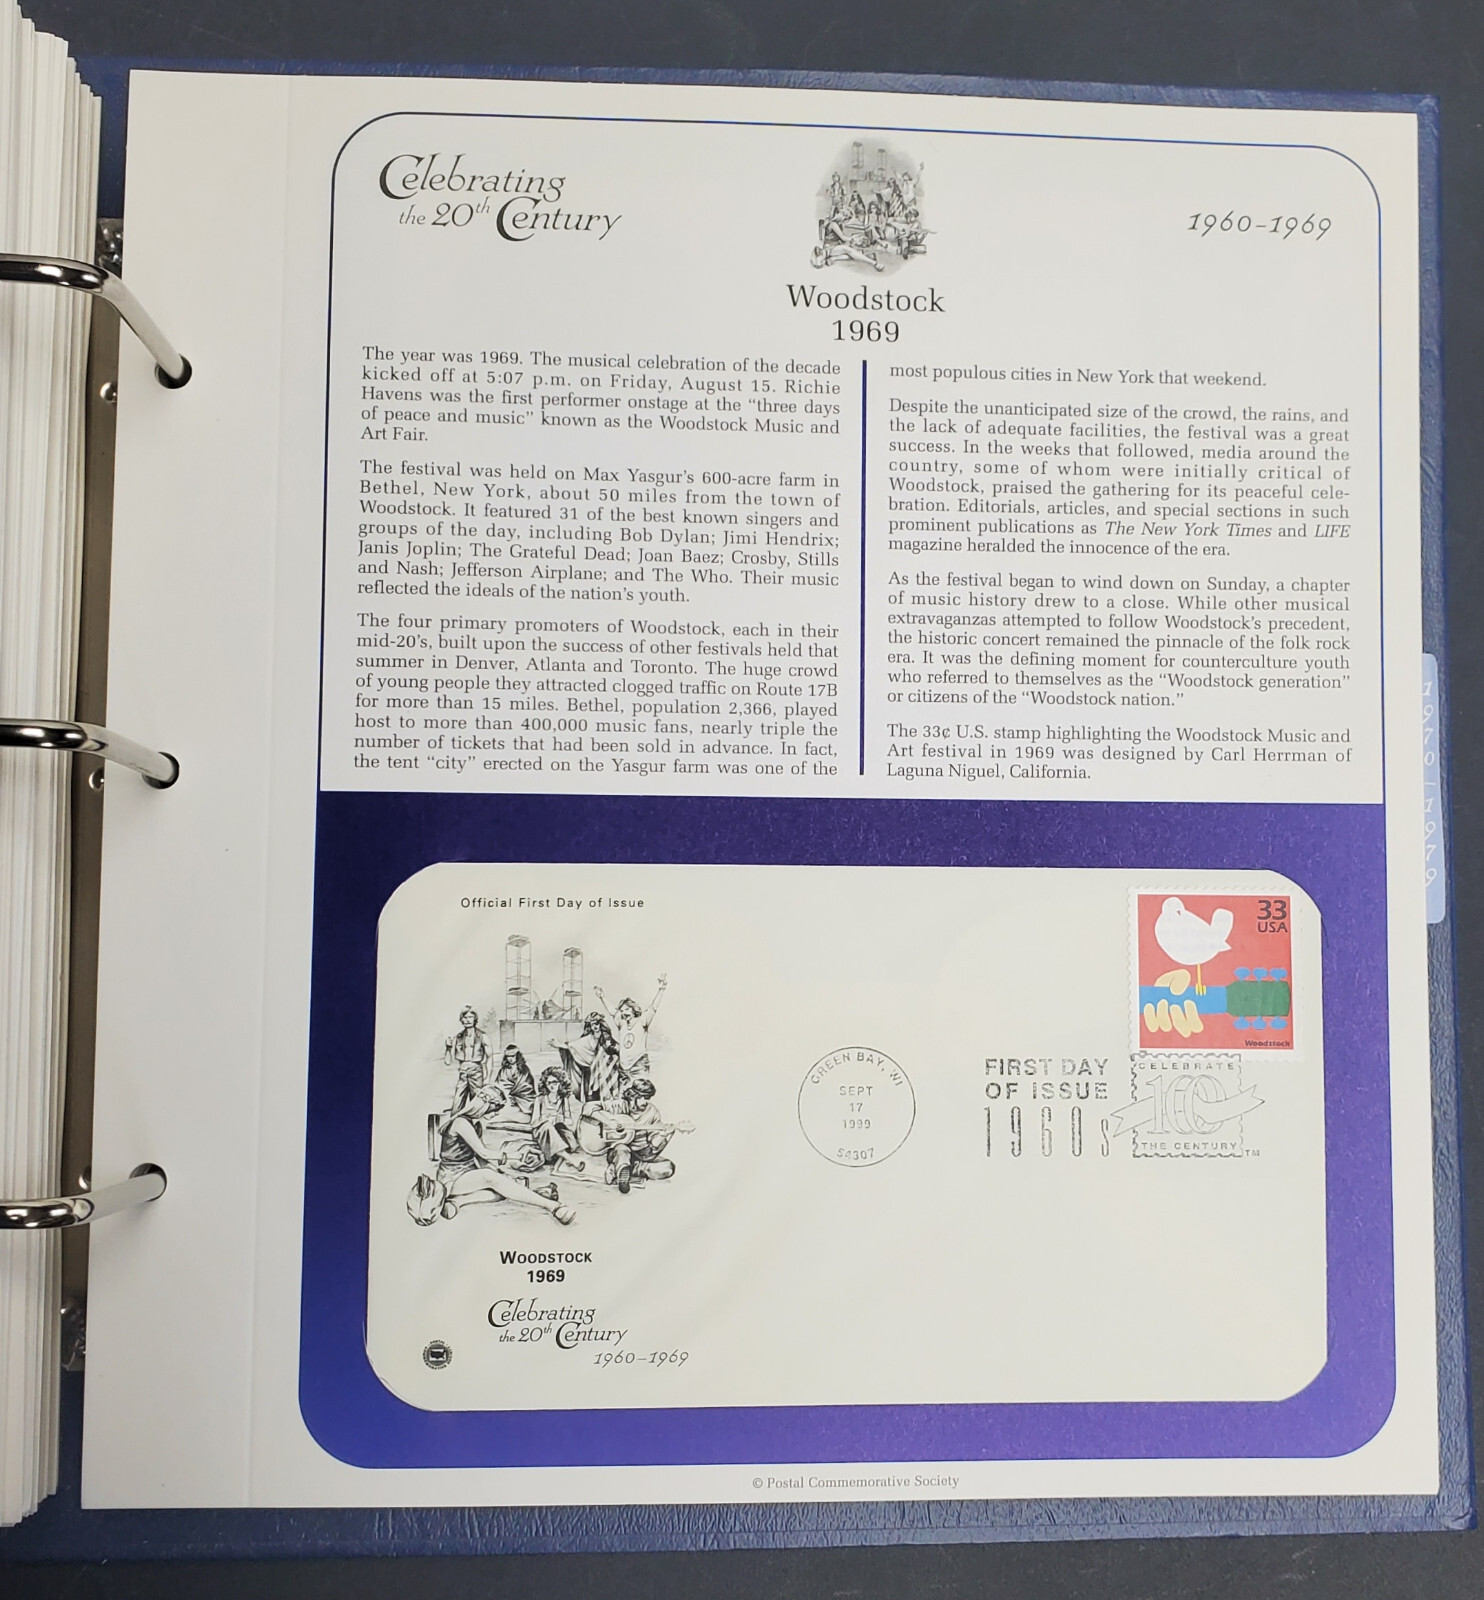 Celebrating
the 20th Century
1960-1969
Woodstock
1969
The year was 1969. The musical celebration of the decade
kicked off at 5:07 p.m. on Friday, August 15. Richie
Havens was the first performer onstage at the “three days
of peace and music” known as the Woodstock Music and
Art Fair.
The festival was held on Max Yasgur's 600-acre farm in
Bethel, New York, about 50 miles from the town of
Woodstock. It featured 31 of the best known singers and
groups of the day, including Bob Dylan; Jimi Hendrix;
Janis Joplin; The Grateful Dead; Joan Baez; Crosby, Stills
and Nash; Jefferson Airplane; and The Who. Their music
reflected the ideals of the nation's youth.
The four primary promoters of Woodstock, each in their
mid-20's, built upon the success of other festivals held that
summer in Denver, Atlanta and Toronto. The huge crowd
of young people they attracted clogged traffic on Route 17B
for more than 15 miles. Bethel, population 2,366, played
host to more than 400,000 music fans, nearly triple the
number of tickets that had been sold in advance. In fact,
the tent “city” erected on the Yasgur farm was one of the
most populous cities in New York that weekend.
Despite the unanticipated size of the crowd, the rains, and
the lack of adequate facilities, the festival was a great
success. In the weeks that followed, media around the
country, some of whom were initially critical of
Woodstock, praised the gathering for its peaceful cele-
bration. Editorials, articles, and special sections in such
prominent publications as The New York Times and LIFE
magazine heralded the innocence of the era.
As the festival began to wind down on Sunday, a chapter
of music history drew to a close. While other musical
extravaganzas attempted to follow Woodstock's precedent,
the historic concert remained the pinnacle of the folk rock
era. It was the defining moment for counterculture youth
who referred to themselves as the “Woodstock generation”
or citizens of the “Woodstock nation.”
The 33¢ U.S. stamp highlighting the Woodstock Music and
Art festival in 1969 was designed by Carl Herrman of
Laguna Niguel, California.
1970-1979
Official First Day of Issue
33
USA
Woodstock
GREEN BAY, WI
SEPT
17
1999
54307
FIRST DAY
OF ISSUE
1960s
CELEBRATE
100
THE CENTURY
TM
WOODSTOCK
1969
Celebrating
the 20th Century
1960-1969
© Postal Commemorative Society